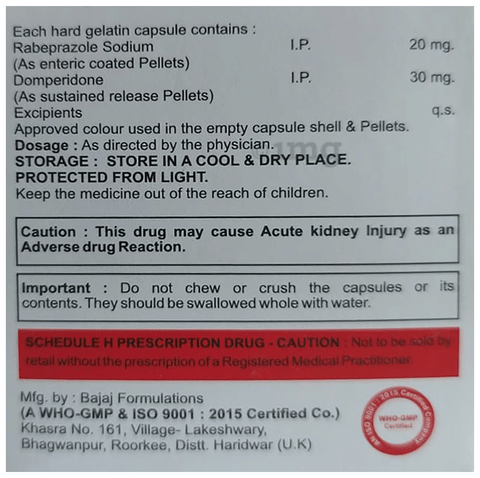 Each hard gelatin capsule contains :
Rabeprazole Sodium I.P. 20 mg.
(As enteric coated Pellets)
Domperidone I.P. 30 mg.
(As sustained release Pellets)
Excipients q.s.
Approved colour used in the empty capsule shell & Pellets.
Dosage : As directed by the physician.
STORAGE : STORE IN A COOL & DRY PLACE.
PROTECTED FROM LIGHT.
Keep the medicine out of the reach of children.
Caution : This drug may cause Acute kidney Injury as an
Adverse drug Reaction.
Important : Do not chew or crush the capsules or its
contents. They should be swallowed whole with water.
SCHEDULE H PRESCRIPTION DRUG - CAUTION : Not to be sold by
retail without the prescription of a Registered Medical Practitioner.
Mfg. by : Bajaj Formulations
(A WHO-GMP & ISO 9001 : 2015 Certified Co.)
Khasra No. 161, Village- Lakeshwary,
Bhagwanpur, Roorkee, Distt. Haridwar (U.K)
AN ISO 9001 : 2015 Certified Company
WHO-GMP
Certified